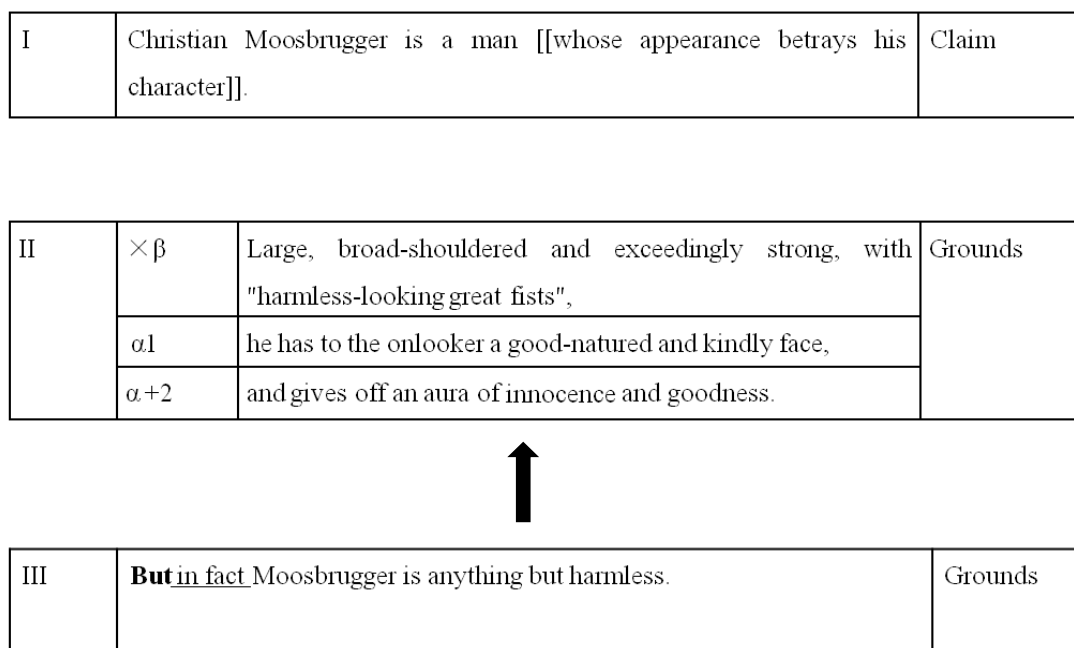 I Christian Moosbrugger is a man [[whose appearance betrays his Claim
character]].
II ×β Large, broad-shouldered and exceedingly strong, with Grounds
"harmless-looking great fists",
α1 he has to the onlooker a good-natured and kindly face,
α+2 and gives off an aura of innocence and goodness.
III But in fact Moosbrugger is anything but harmless. Grounds